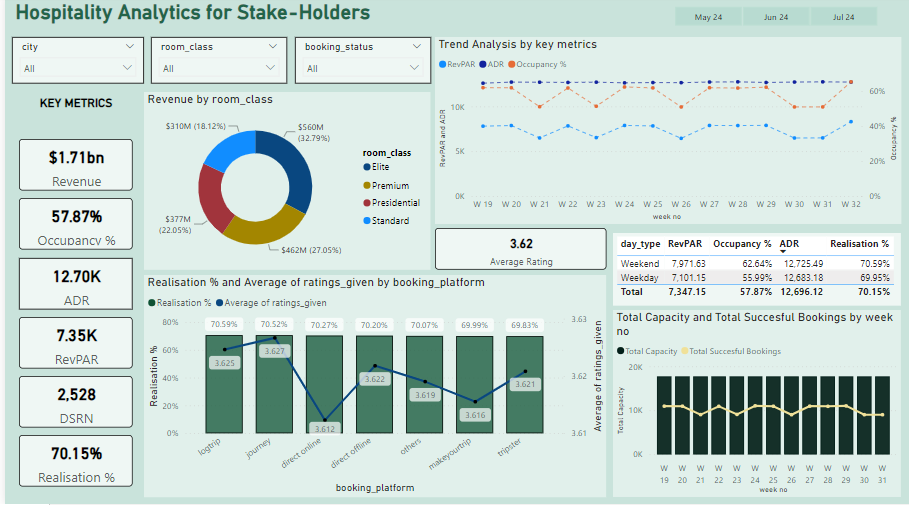 Hospitality Analytics for Stake-Holders
May 24
Jun 24
Jul 24
city
All
room_class
All
booking_status
All
KEY METRICS
$1.71bn
Revenue
57.87%
Occupancy %
12.70K
ADR
7.35K
RevPAR
2,528
DSRN
70.15%
Realisation %
Revenue by room_class
$310M (18.12%)
$560M
(32.79%)
$377M
(22.05%)
$462M (27.05%)
room_class
Elite
Premium
Presidential
Standard
Trend Analysis by key metrics
RevPAR ADR Occupancy %
RevPAR and ADR
10K
5K
0K
60%
40%
20%
0%
Occupancy %
W 19 W 20 W 21 W 22 W 23 W 24 W 25 W 26 W 27 W 28 W 29 W 30 W 31 W 32
week no
3.62
Average Rating
day_type RevPAR Occupancy % ADR Realisation %
Weekend 7,971.63 62.64% 12,725.49 70.59%
Weekday 7,101.15 55.99% 12,683.18 69.95%
Total 7,347.15 57.87% 12,696.12 70.15%
Realisation % and Average of ratings_given by booking_platform
Realisation % Average of ratings_given
Realisation %
80%
60%
40%
20%
0%
70.59% 70.52% 70.27% 70.20% 70.07% 69.99% 69.83%
3.625 3.627 3.612 3.622 3.619 3.616 3.621
3.63
3.62
3.61
Average of ratings_given
logtrip journey direct online direct offline others makeyourtrip tripster
booking_platform
Total Capacity and Total Succesful Bookings by week
no
Total Capacity Total Succesful Bookings
Total Capacity
20K
10K
0K
W W W W W W W W W W W W W
19 20 21 22 23 24 25 26 27 28 29 30 31
week no